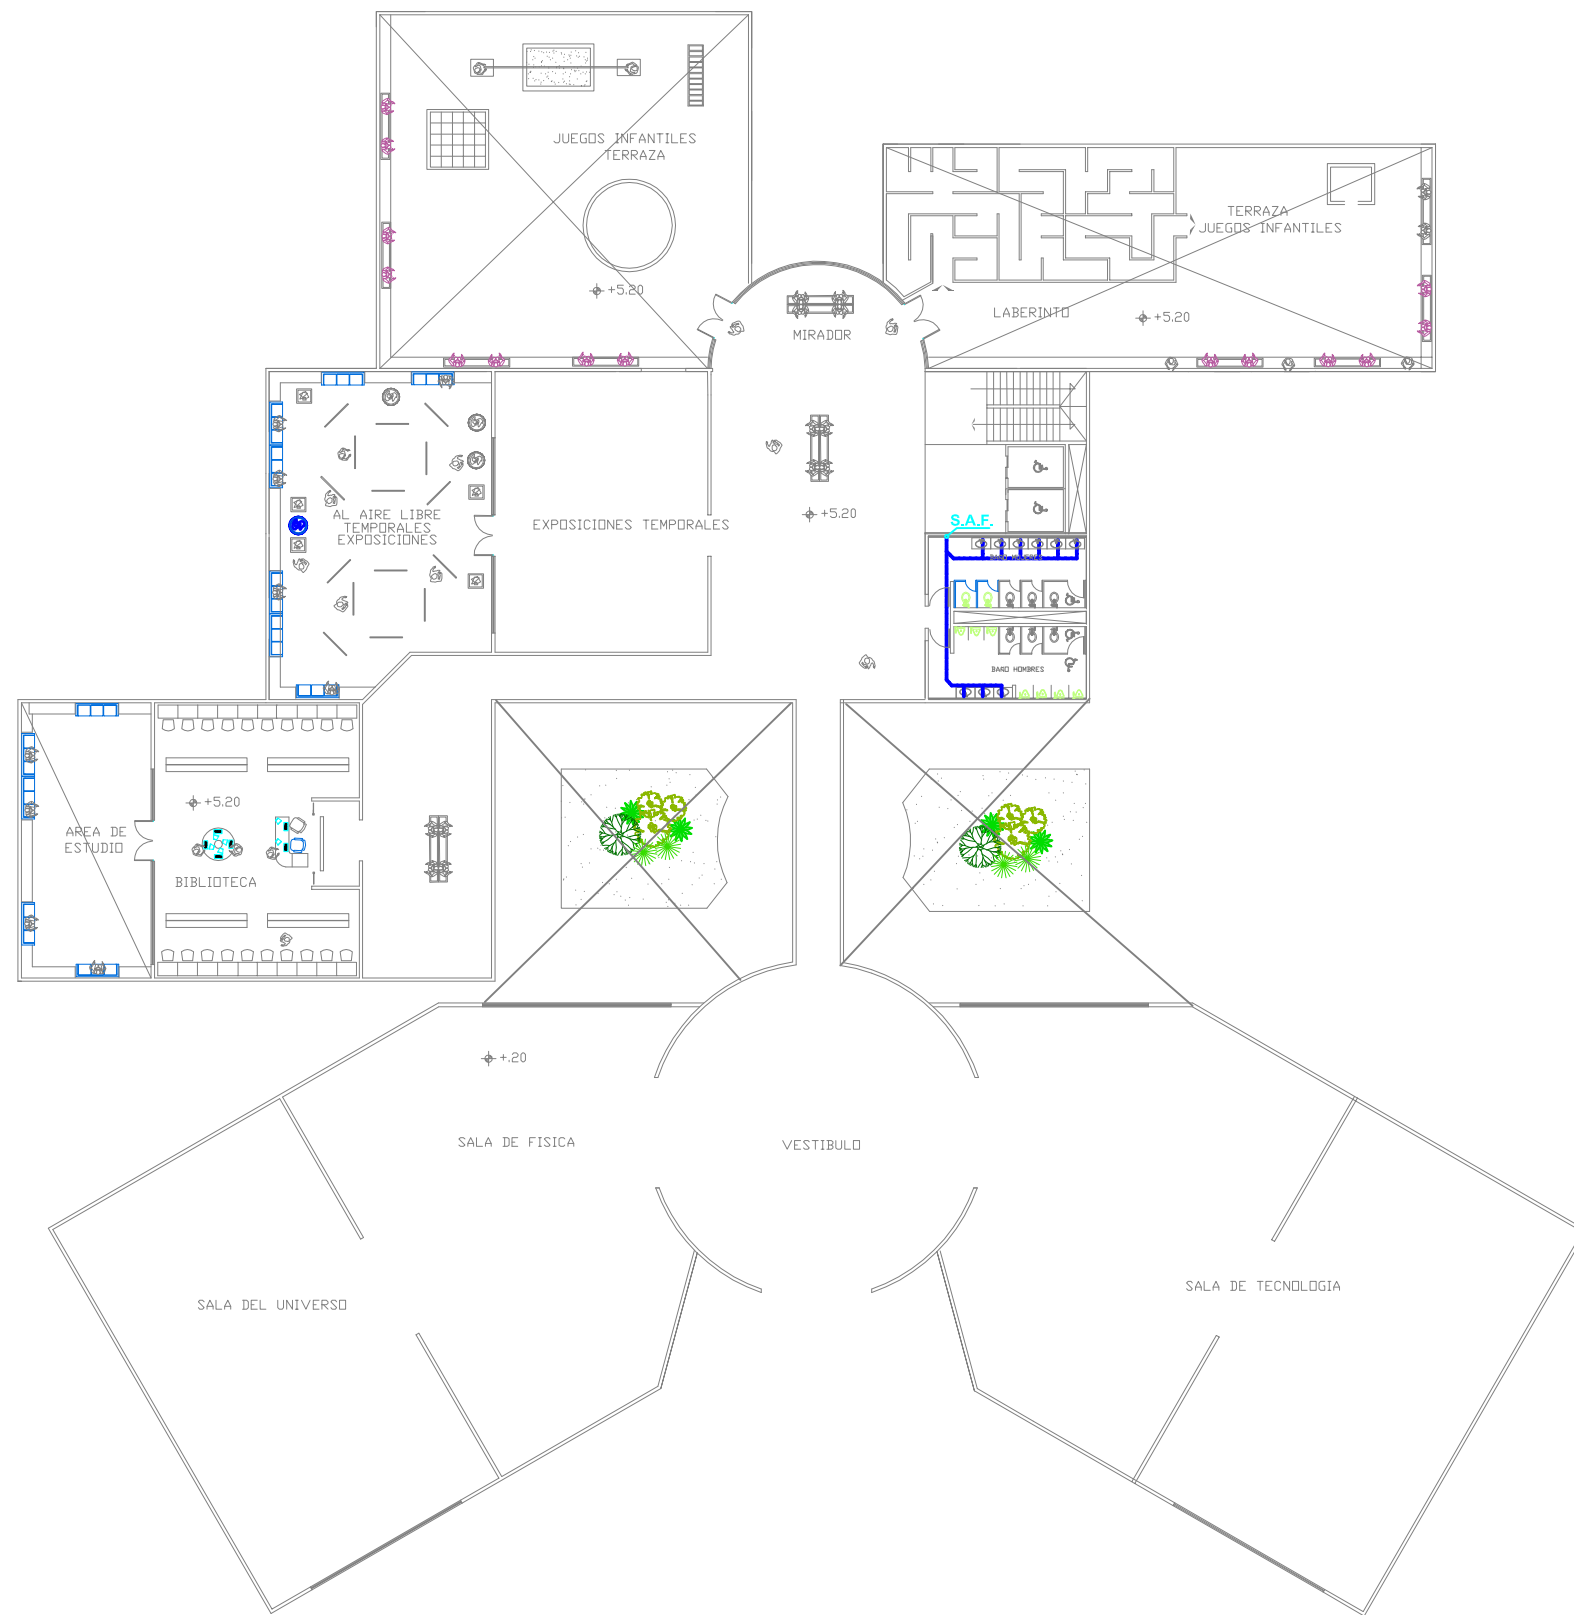 JUEGOS INFANTILES
TERRAZA
+5.20
TERRAZA
JUEGOS INFANTILES
LABERINTO
+5.20
MIRADOR
AL AIRE LIBRE
TEMPORALES
EXPOSICIONES
EXPOSICIONES TEMPORALES
+5.20
S.A.F.
BAÑO MUJERES
BAÑO HOMBRES
+5.20
AREA DE
ESTUDIO
BIBLIOTECA
+.20
SALA DE FISICA
VESTIBULO
SALA DEL UNIVERSO
SALA DE TECNOLOGIA